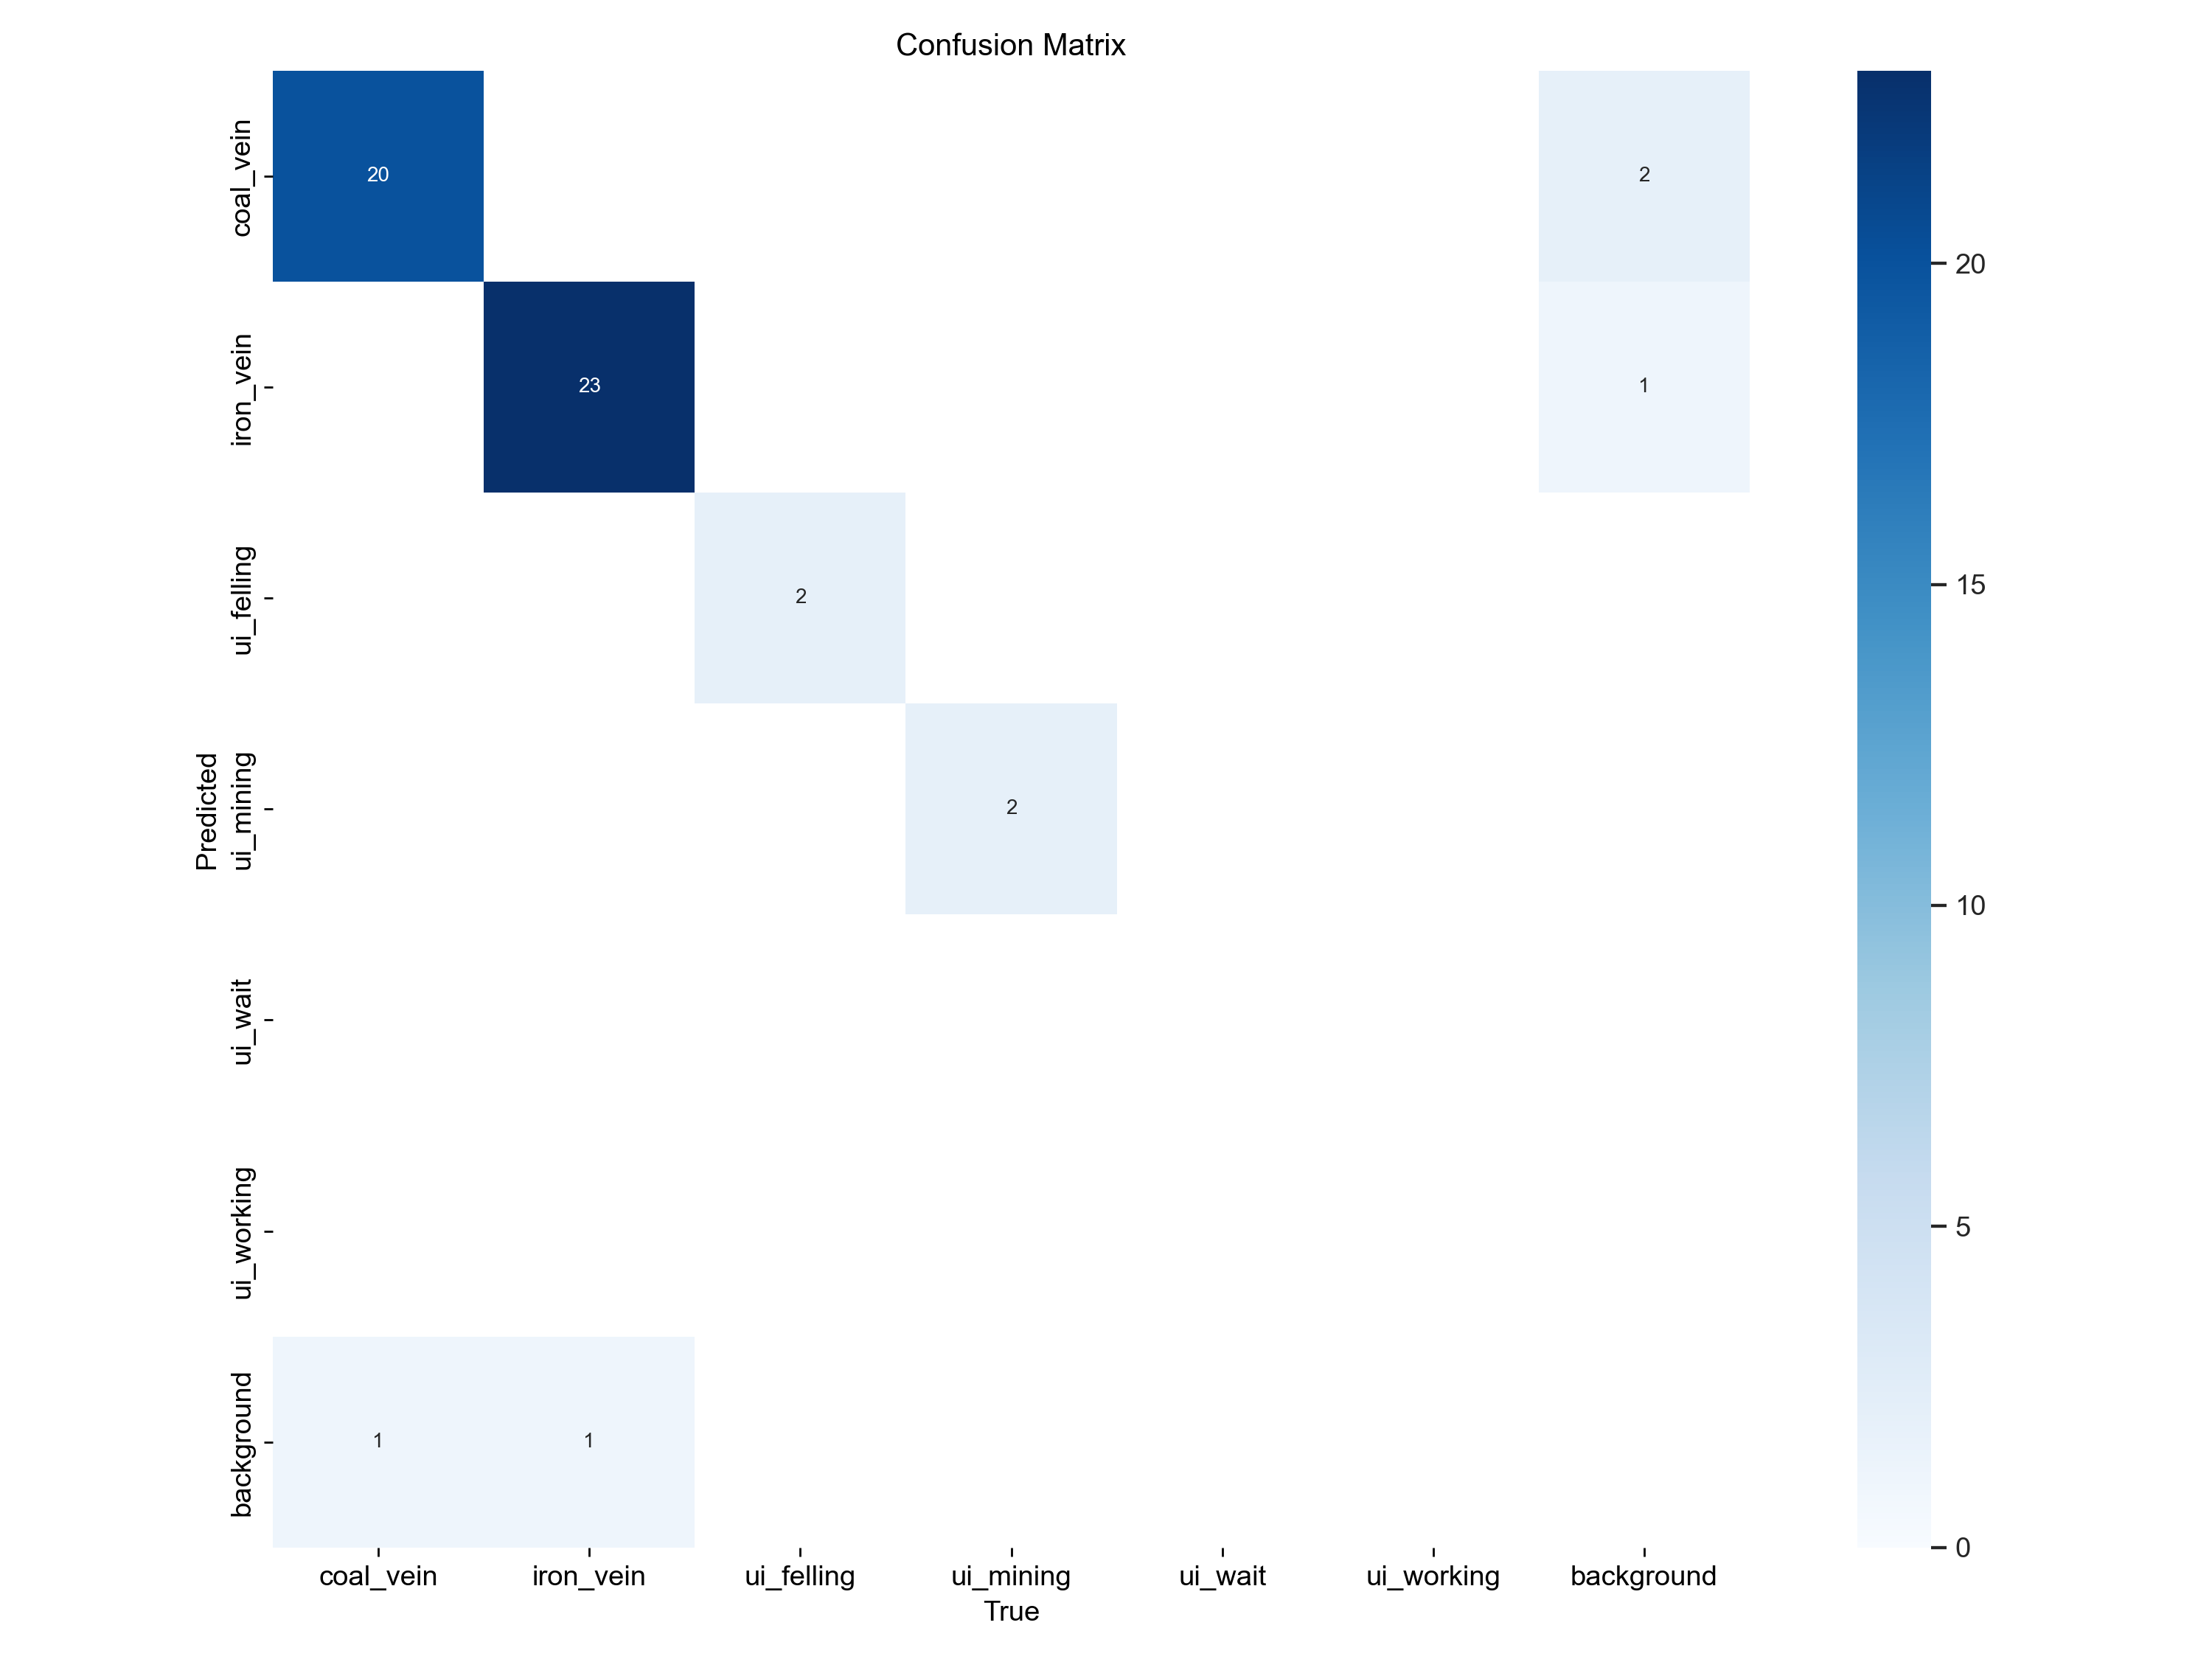 Confusion Matrix
coal_vein
20
2
iron_vein
23
1
ui_felling
2
Predicted
ui_mining
2
ui_wait
ui_working
background
1
1
coal_vein
iron_vein
ui_felling
ui_mining
ui_wait
ui_working
background
True
20
15
10
5
0